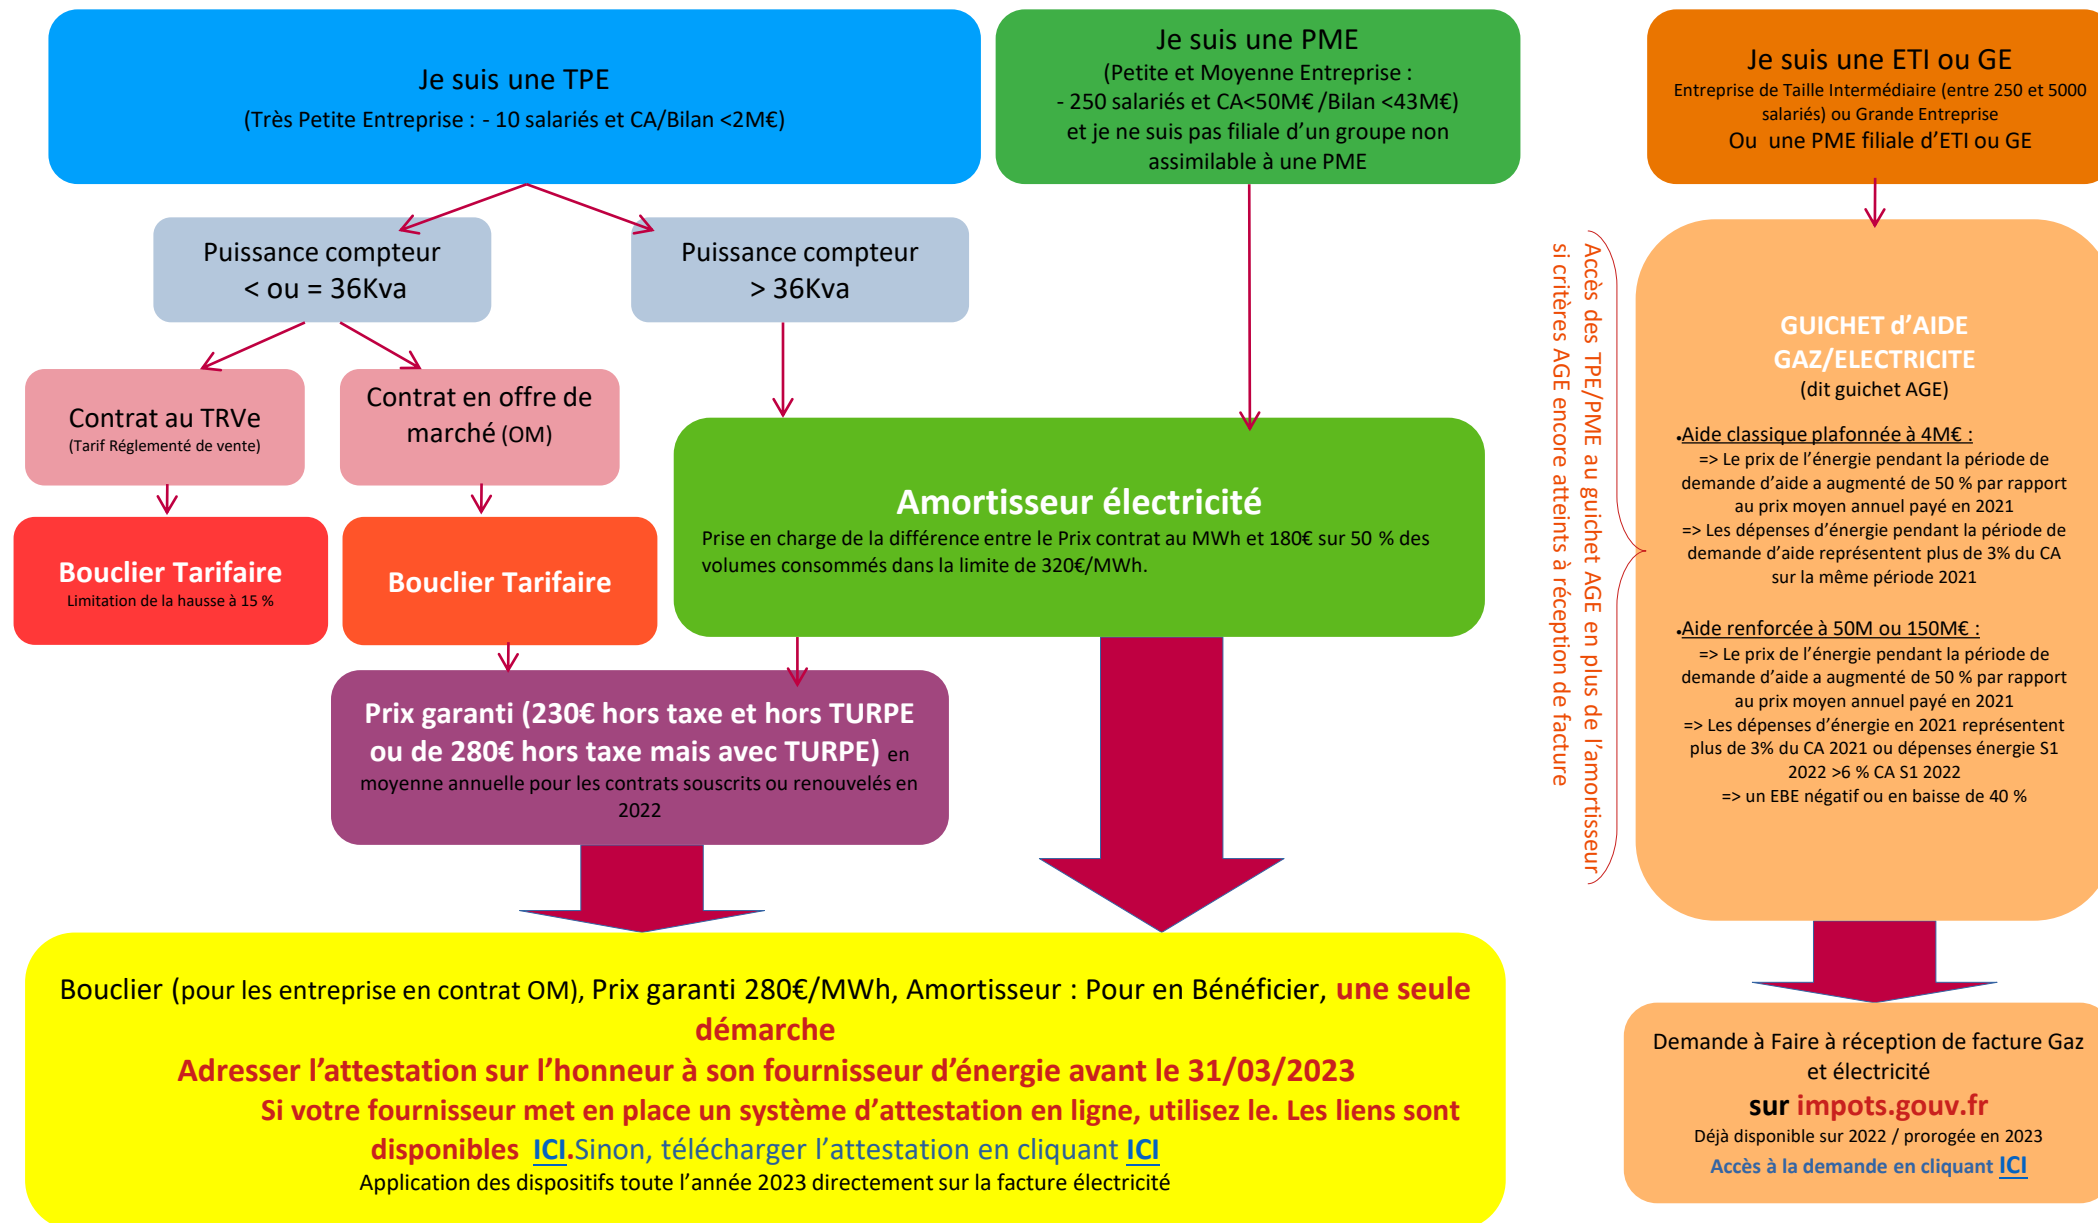 Je suis une TPE
(Très Petite Entreprise : - 10 salariés et CA/Bilan <2M€)
Je suis une PME
(Petite et Moyenne Entreprise :
- 250 salariés et CA<50M€ /Bilan <43M€)
et je ne suis pas filiale d’un groupe non
assimilable à une PME
Je suis une ETI ou GE
Entreprise de Taille Intermédiaire (entre 250 et 5000
salariés) ou Grande Entreprise
Ou une PME filiale d’ETI ou GE
Puissance compteur
< ou = 36Kva
Puissance compteur
> 36Kva
Contrat au TRVe
(Tarif Réglementé de vente)
Contrat en offre de
marché (OM)
Bouclier Tarifaire
Limitation de la hausse à 15 %
Bouclier Tarifaire
Amortisseur électricité
Prise en charge de la différence entre le Prix contrat au MWh et 180€ sur 50 % des
volumes consommés dans la limite de 320€/MWh.
Prix garanti (230€ hors taxe et hors TURPE
ou de 280€ hors taxe mais avec TURPE) en
moyenne annuelle pour les contrats souscrits ou renouvelés en
2022
Accès des TPE/PME au guichet AGE en plus de l’amortisseur
si critères AGE encore atteints à réception de facture
GUICHET d’AIDE
GAZ/ELECTRICITE
(dit guichet AGE)
•Aide classique plafonnée à 4M€ :
=> Le prix de l’énergie pendant la période de
demande d’aide a augmenté de 50 % par rapport
au prix moyen annuel payé en 2021
=> Les dépenses d’énergie pendant la période de
demande d’aide représentent plus de 3% du CA
sur la même période 2021
•Aide renforcée à 50M ou 150M€ :
=> Le prix de l’énergie pendant la période de
demande d’aide a augmenté de 50 % par rapport
au prix moyen annuel payé en 2021
=> Les dépenses d’énergie en 2021 représentent
plus de 3% du CA 2021 ou dépenses énergie S1
2022 >6 % CA S1 2022
=> un EBE négatif ou en baisse de 40 %
Bouclier (pour les entreprise en contrat OM), Prix garanti 280€/MWh, Amortisseur : Pour en Bénéficier, une seule
démarche
Adresser l’attestation sur l’honneur à son fournisseur d’énergie avant le 31/03/2023
Si votre fournisseur met en place un système d’attestation en ligne, utilisez le. Les liens sont
disponibles ICI.Sinon, télécharger l’attestation en cliquant ICI
Application des dispositifs toute l’année 2023 directement sur la facture électricité
Demande à Faire à réception de facture Gaz
et électricité
sur impots.gouv.fr
Déjà disponible sur 2022 / prorogée en 2023
Accès à la demande en cliquant ICI